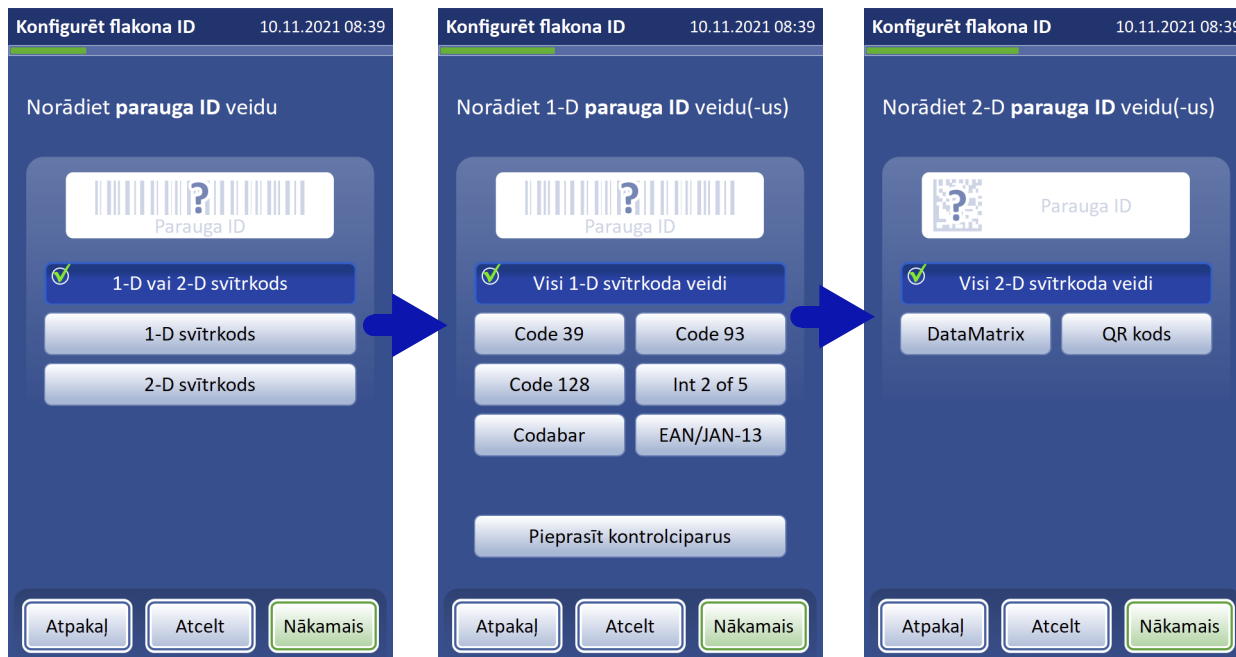 Konfigurēt flakona ID 10.11.2021 08:39
Norādiet parauga ID veidu
?
Parauga ID
1-D vai 2-D svītrkods
1-D svītrkods
2-D svītrkods
Atpakaļ Atcelt Nākamais
Konfigurēt flakona ID 10.11.2021 08:39
Norādiet 1-D parauga ID veidu(-us)
?
Parauga ID
Visi 1-D svītrkoda veidi
Code 39 Code 93
Code 128 Int 2 of 5
Codabar EAN/JAN-13
Pieprasīt kontrolciparus
Atpakaļ Atcelt Nākamais
Konfigurēt flakona ID 10.11.2021 08:39
Norādiet 2-D parauga ID veidu(-us)
? Parauga ID
Visi 2-D svītrkoda veidi
DataMatrix QR kods
Atpakaļ Atcelt Nākamais